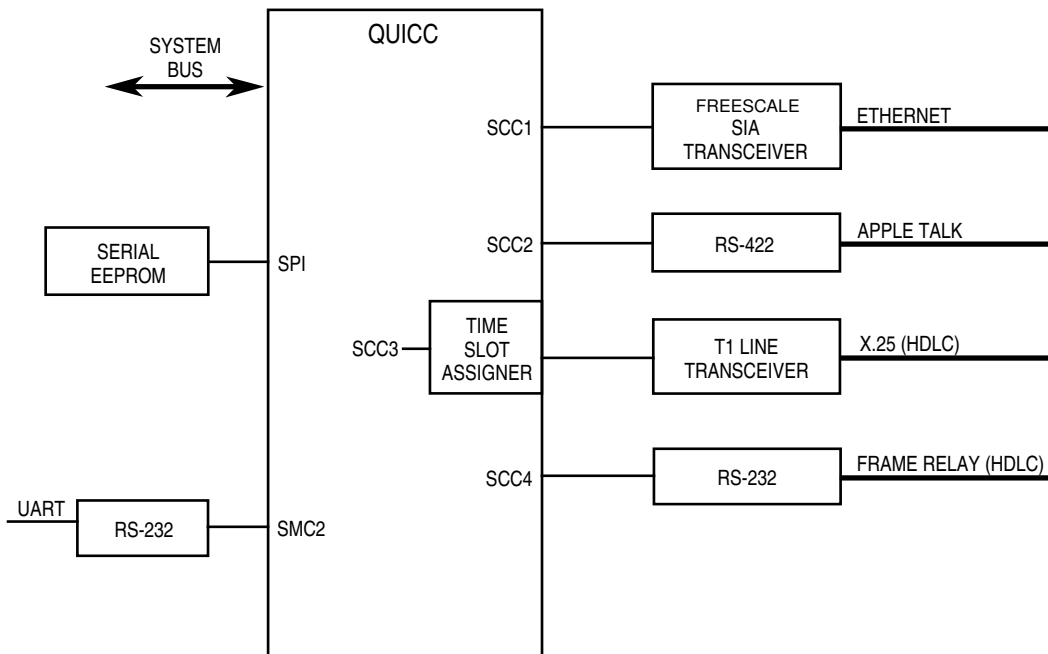 QUICC
SYSTEM
BUS
SCC1
FREESCALE
SIA
TRANSCEIVER
ETHERNET
SERIAL
EEPROM
SPI
SCC2
RS-422
APPLE TALK
SCC3
TIME
SLOT
ASSIGNER
T1 LINE
TRANSCEIVER
X.25 (HDLC)
SCC4
RS-232
FRAME RELAY (HDLC)
UART
RS-232
SMC2